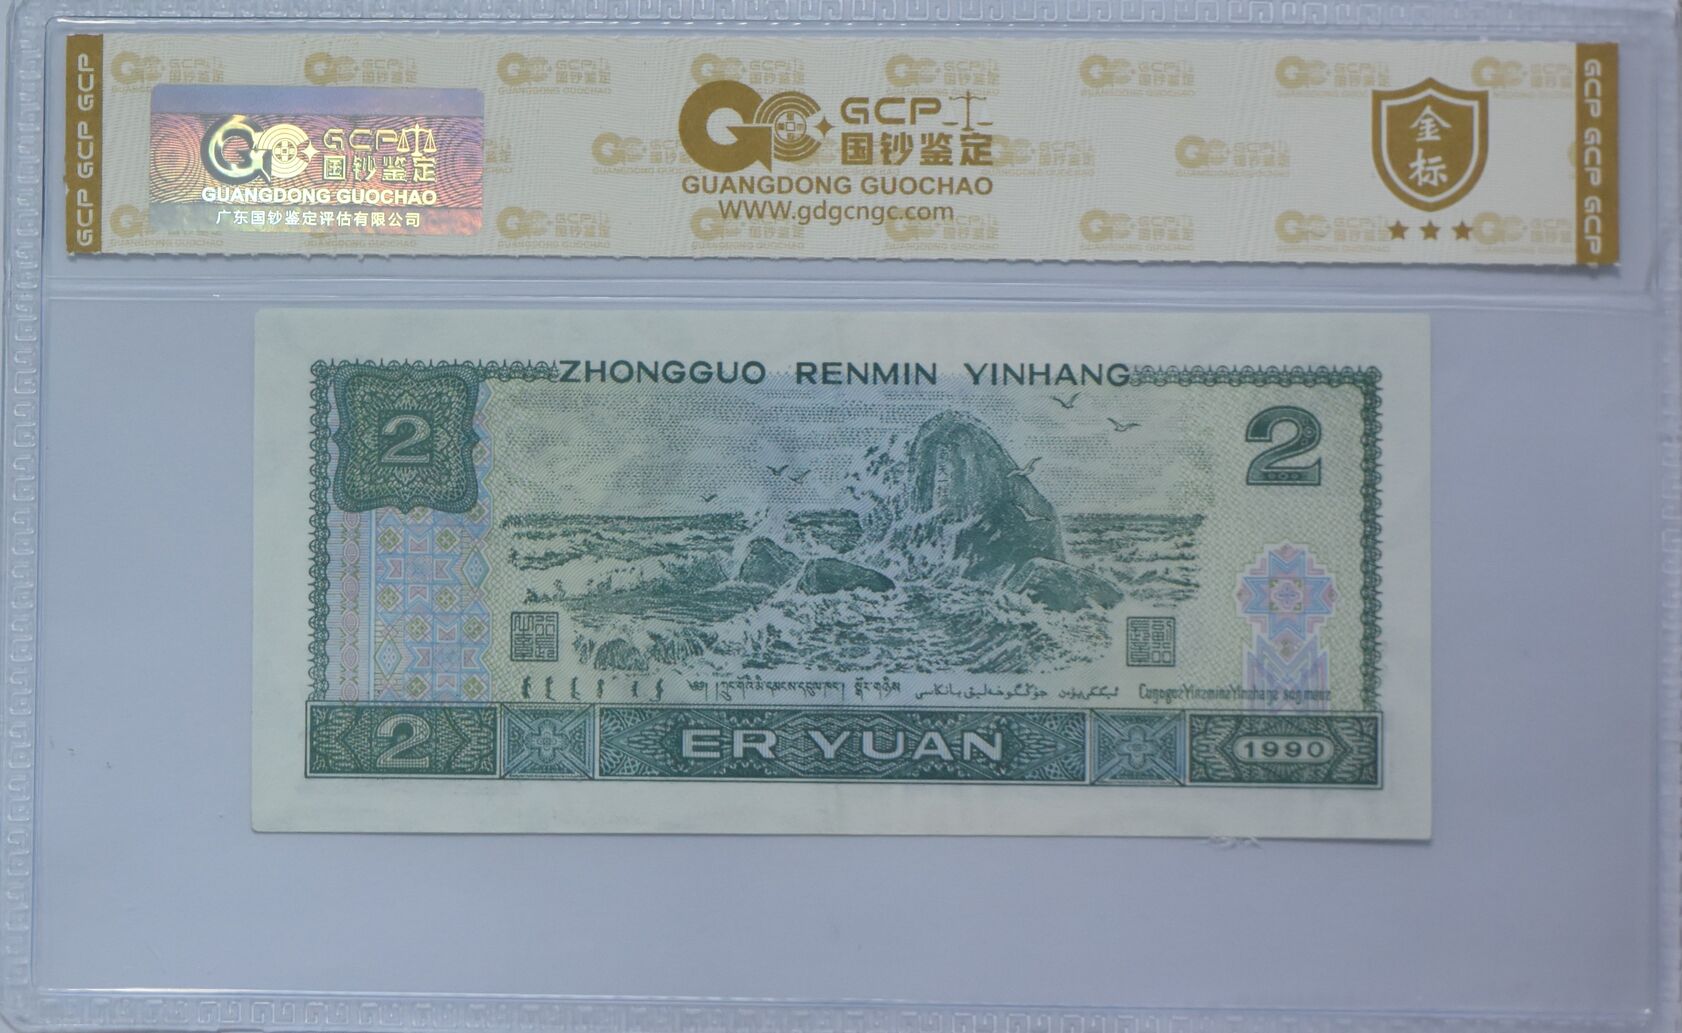 GCP GCP GCP
GCP
国钞鉴定
GUANGDONG GUOCHAO
广东国钞鉴定评估有限公司
GCP
国钞鉴定
GUANGDONG GUOCHAO
WWW.gdgcngc.com
金
标
GCP GCP GCP
ZHONGGUO RENMIN YINHANG
2
2
2
ER YUAN
1990